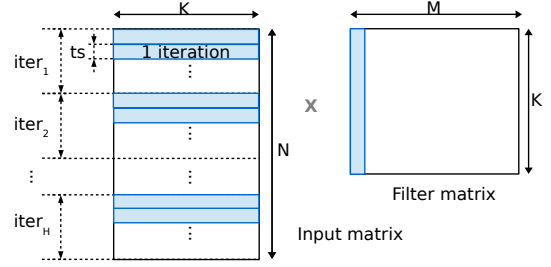 K
M
ts
1 iteration
iter1
⋮
iter2
⋮
X
N
K
...
⋮
Filter matrix
iterH
⋮
Input matrix